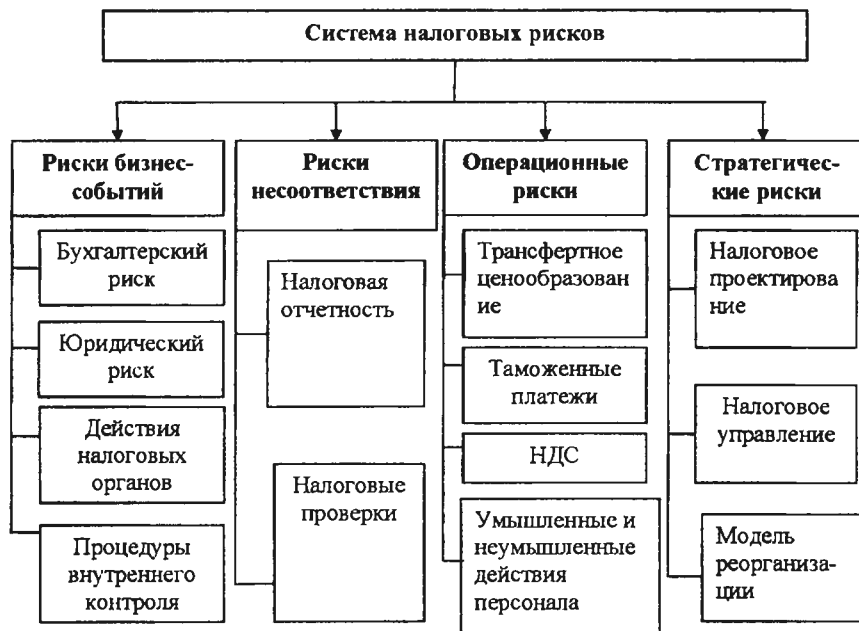 Система налоговых рисков
Риски бизнес-
событий
Бухгалтерский
риск
Юридический
риск
Действия
налоговых
органов
Процедуры
внутреннего
контроля
Риски
несоответствия
Налоговая
отчетность
Налоговые
проверки
Операционные
риски
Трансфертное
ценообразован
ие
Таможенные
платежи
НДС
Умышленные и
неумышленные
действия
персонала
Стратегичес-
кие риски
Налоговое
проектирова
ние
Налоговое
управление
Модель
реорганиза-
ции